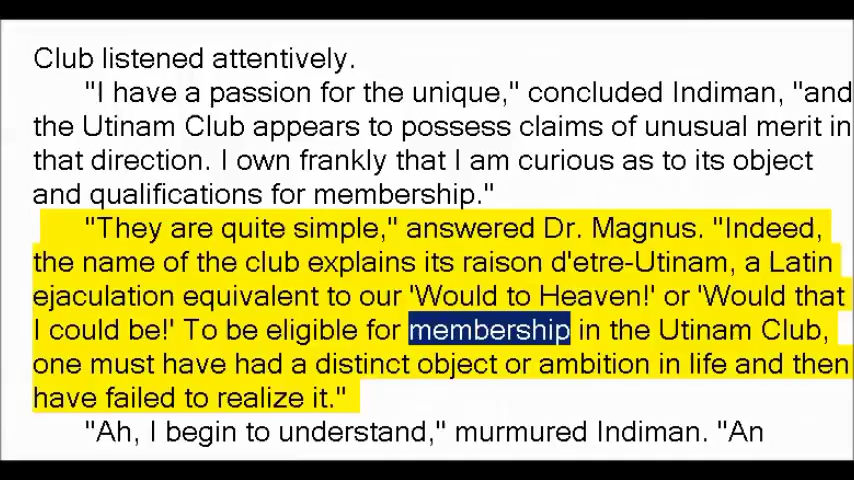 Club listened attentively.
"I have a passion for the unique," concluded Indiman, "and
the Utinam Club appears to possess claims of unusual merit in
that direction. I own frankly that I am curious as to its object
and qualifications for membership."
"They are quite simple," answered Dr. Magnus. "Indeed,
the name of the club explains its raison d'etre-Utinam, a Latin
ejaculation equivalent to our 'Would to Heaven!' or 'Would that
I could be!' To be eligible for membership in the Utinam Club,
one must have had a distinct object or ambition in life and then
have failed to realize it."
"Ah, I begin to understand," murmured Indiman. "An